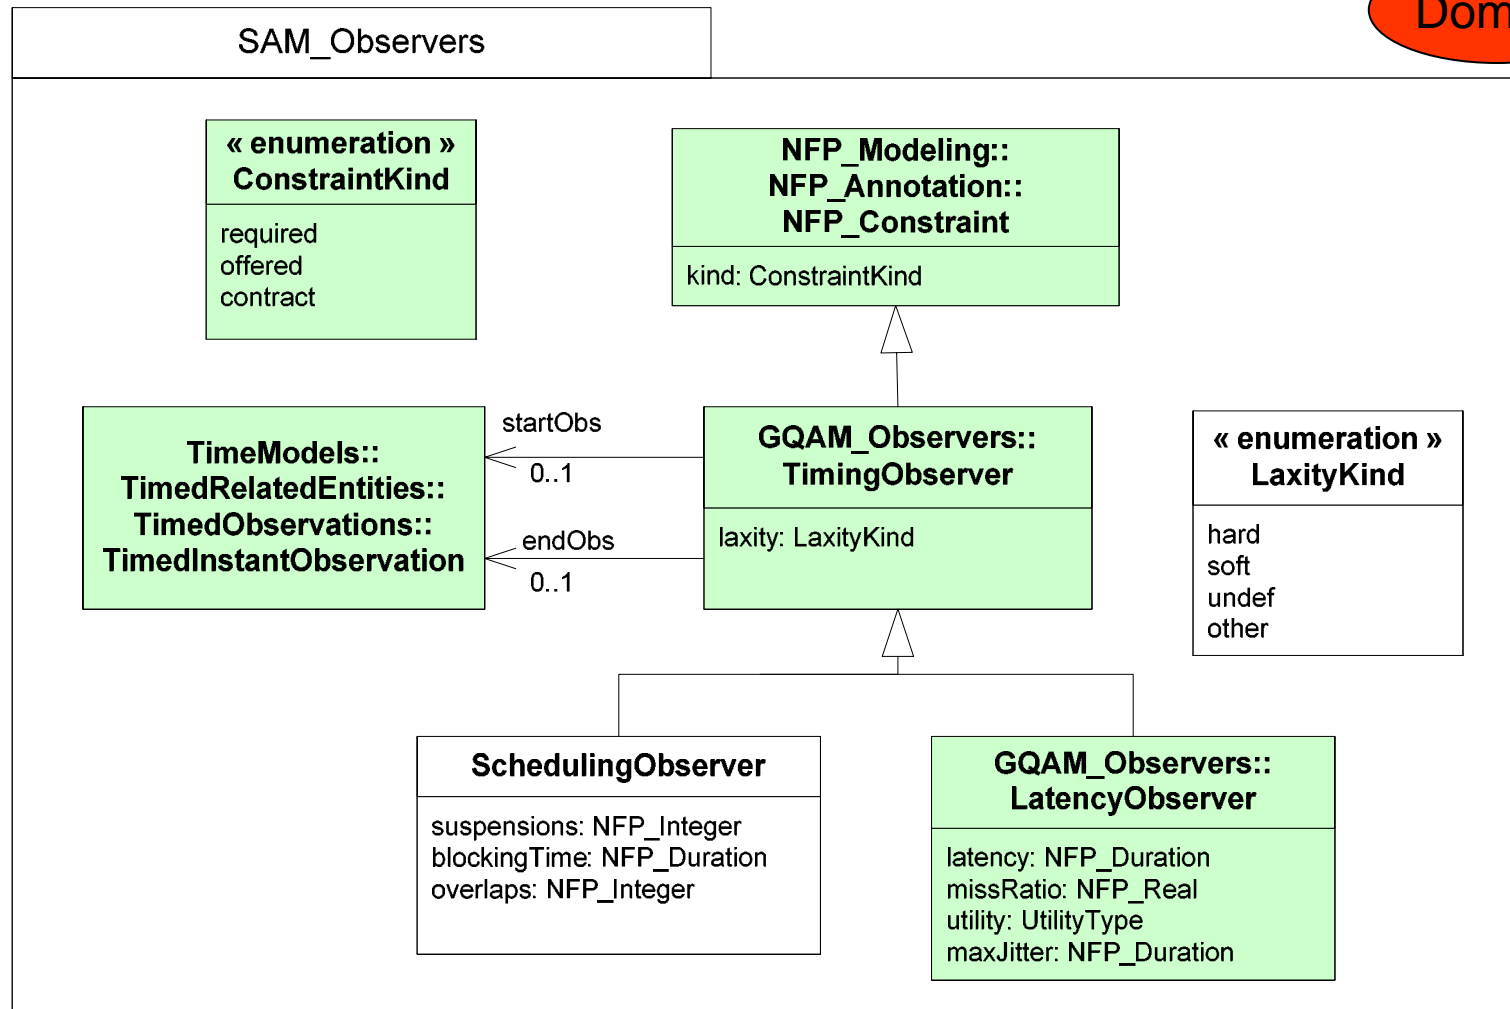 SAM_Observers
Dom
« enumeration »
ConstraintKind
required
offered
contract
NFP_Modeling::
NFP_Annotation::
NFP_Constraint
kind: ConstraintKind
TimeModels::
TimedRelatedEntities::
TimedObservations::
TimedInstantObservation
startObs
0..1
endObs
0..1
GQAM_Observers::
TimingObserver
laxity: LaxityKind
« enumeration »
LaxityKind
hard
soft
undef
other
SchedulingObserver
suspensions: NFP_Integer
blockingTime: NFP_Duration
overlaps: NFP_Integer
GQAM_Observers::
LatencyObserver
latency: NFP_Duration
missRatio: NFP_Real
utility: UtilityType
maxJitter: NFP_Duration